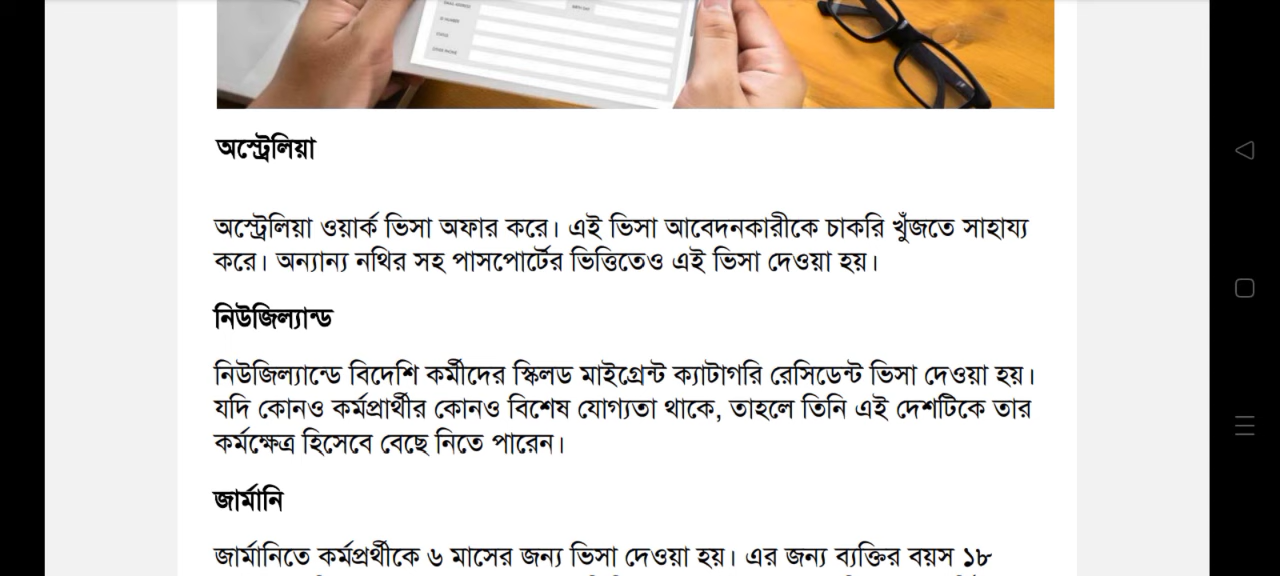 অস্ট্রেলিয়া
অস্ট্রেলিয়া ওয়ার্ক ভিসা অফার করে। এই ভিসা আবেদনকারীকে চাকরি খুঁজতে সাহায্য
করে। অন্যান্য নথির সহ পাসপোর্টের ভিত্তিতেও এই ভিসা দেওয়া হয়।
নিউজিল্যান্ড
নিউজিল্যান্ডে বিদেশি কর্মীদের স্কিলড মাইগ্রেন্ট ক্যাটাগরি রেসিডেন্ট ভিসা দেওয়া হয়।
যদি কোনও কর্মপ্রার্থীর কোনও বিশেষ যোগ্যতা থাকে, তাহলে তিনি এই দেশটিকে তার
কর্মক্ষেত্র হিসেবে বেছে নিতে পারেন।
জার্মানি
জার্মানিতে কর্মপ্রর্থীকে ৬ মাসের জন্য ভিসা দেওয়া হয়। এর জন্য ব্যক্তির বয়স ১৮